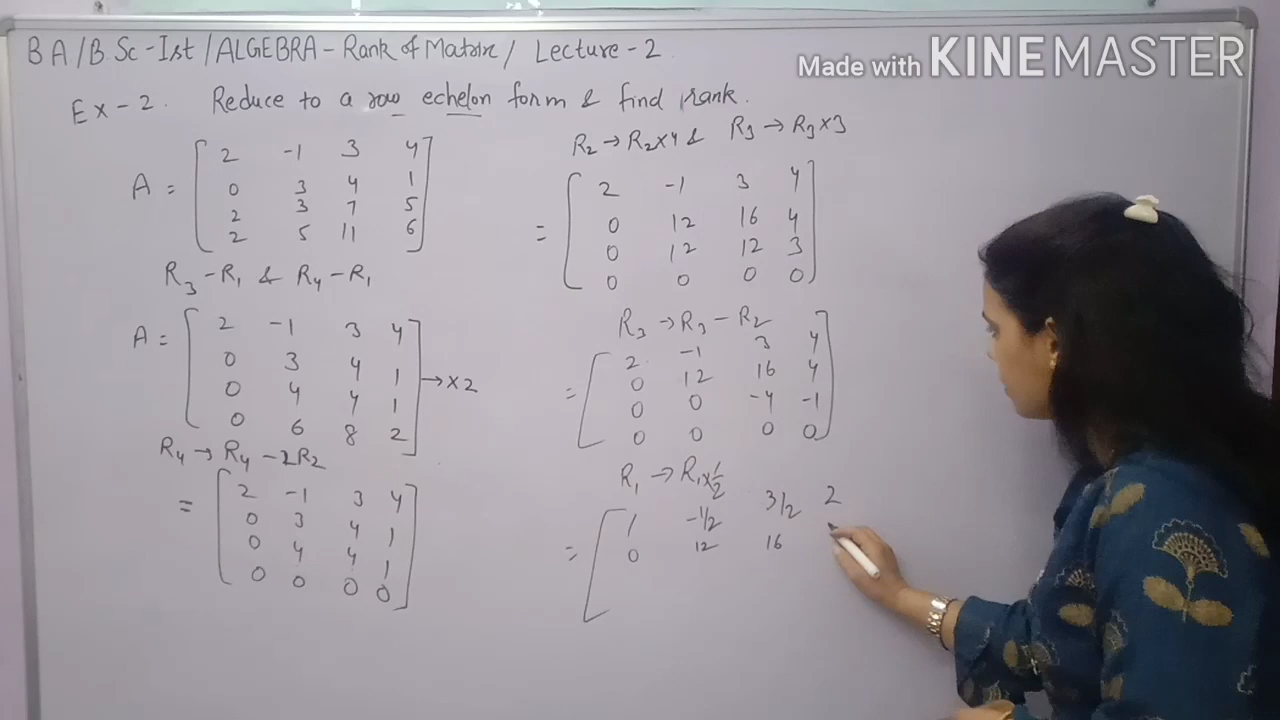 B A / B Sc - Ist / ALGEBRA - Rank of Matrix / Lecture - 2
Made with KINEMASTER
Ex - 2. Reduce to a row echelon form & find rank.
A = [ 2 -1 3 4
0 3 4 1
2 3 7 5
2 5 11 6 ]
R3 - R1 & R4 - R1
A = [ 2 -1 3 4
0 3 4 1
0 4 4 1
0 6 8 2 ] → x 2
R4 → R4 - 2R2
= [ 2 -1 3 4
0 3 4 1
0 4 4 1
0 0 0 0 ]
R2 → R2 x 4 & R3 → R3 x 3
= [ 2 -1 3 4
0 12 16 4
0 12 12 3
0 0 0 0 ]
R3 → R3 - R2
= [ 2 -1 3 4
0 12 16 4
0 0 -4 -1
0 0 0 0 ]
R1 → R1 x 1/2
= [ 1 -1/2 3/2 2
0 12 16